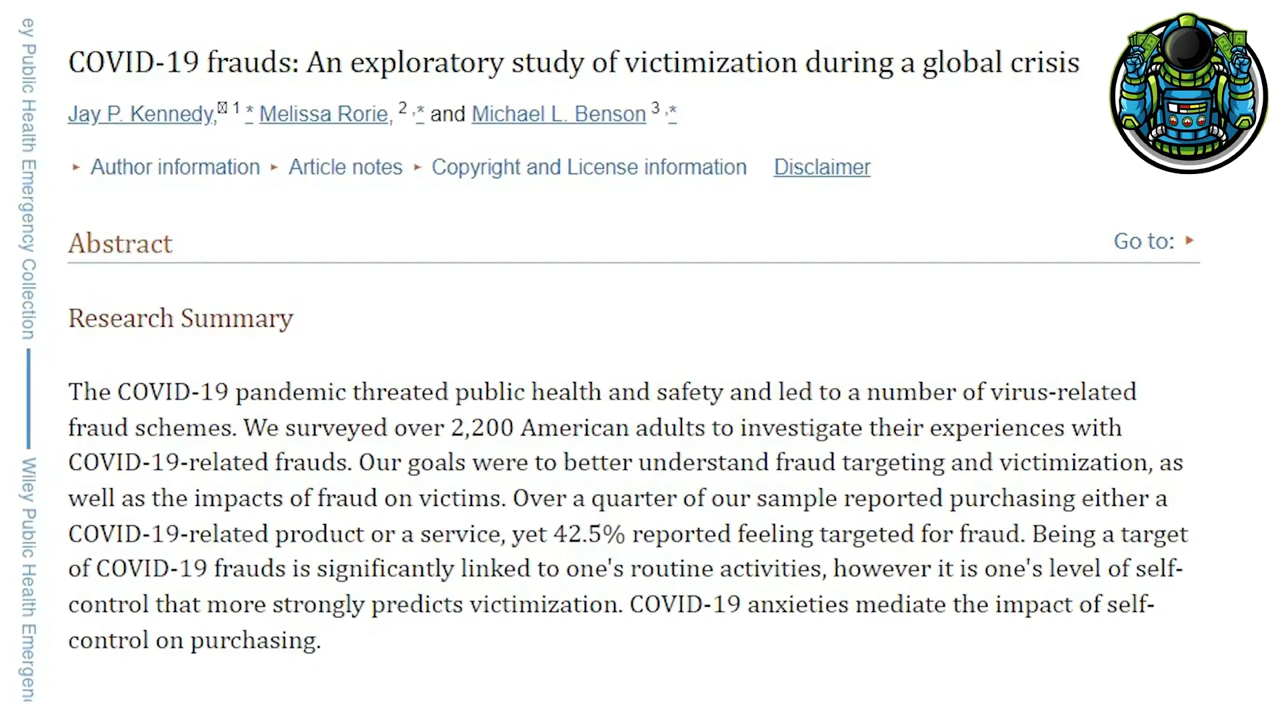 COVID-19 frauds: An exploratory study of victimization during a global crisis
Jay P. Kennedy, 1 * Melissa Rorie, 2 ,* and Michael L. Benson 3 ,*
▸ Author information ▸ Article notes ▸ Copyright and License information Disclaimer
Abstract
Go to: ▸
Research Summary
The COVID-19 pandemic threated public health and safety and led to a number of virus-related
fraud schemes. We surveyed over 2,200 American adults to investigate their experiences with
COVID-19-related frauds. Our goals were to better understand fraud targeting and victimization, as
well as the impacts of fraud on victims. Over a quarter of our sample reported purchasing either a
COVID-19-related product or a service, yet 42.5% reported feeling targeted for fraud. Being a target
of COVID-19 frauds is significantly linked to one's routine activities, however it is one's level of self-
control that more strongly predicts victimization. COVID-19 anxieties mediate the impact of self-
control on purchasing.
ey Public Health Emergency Collection
Wiley Public Health Emergen